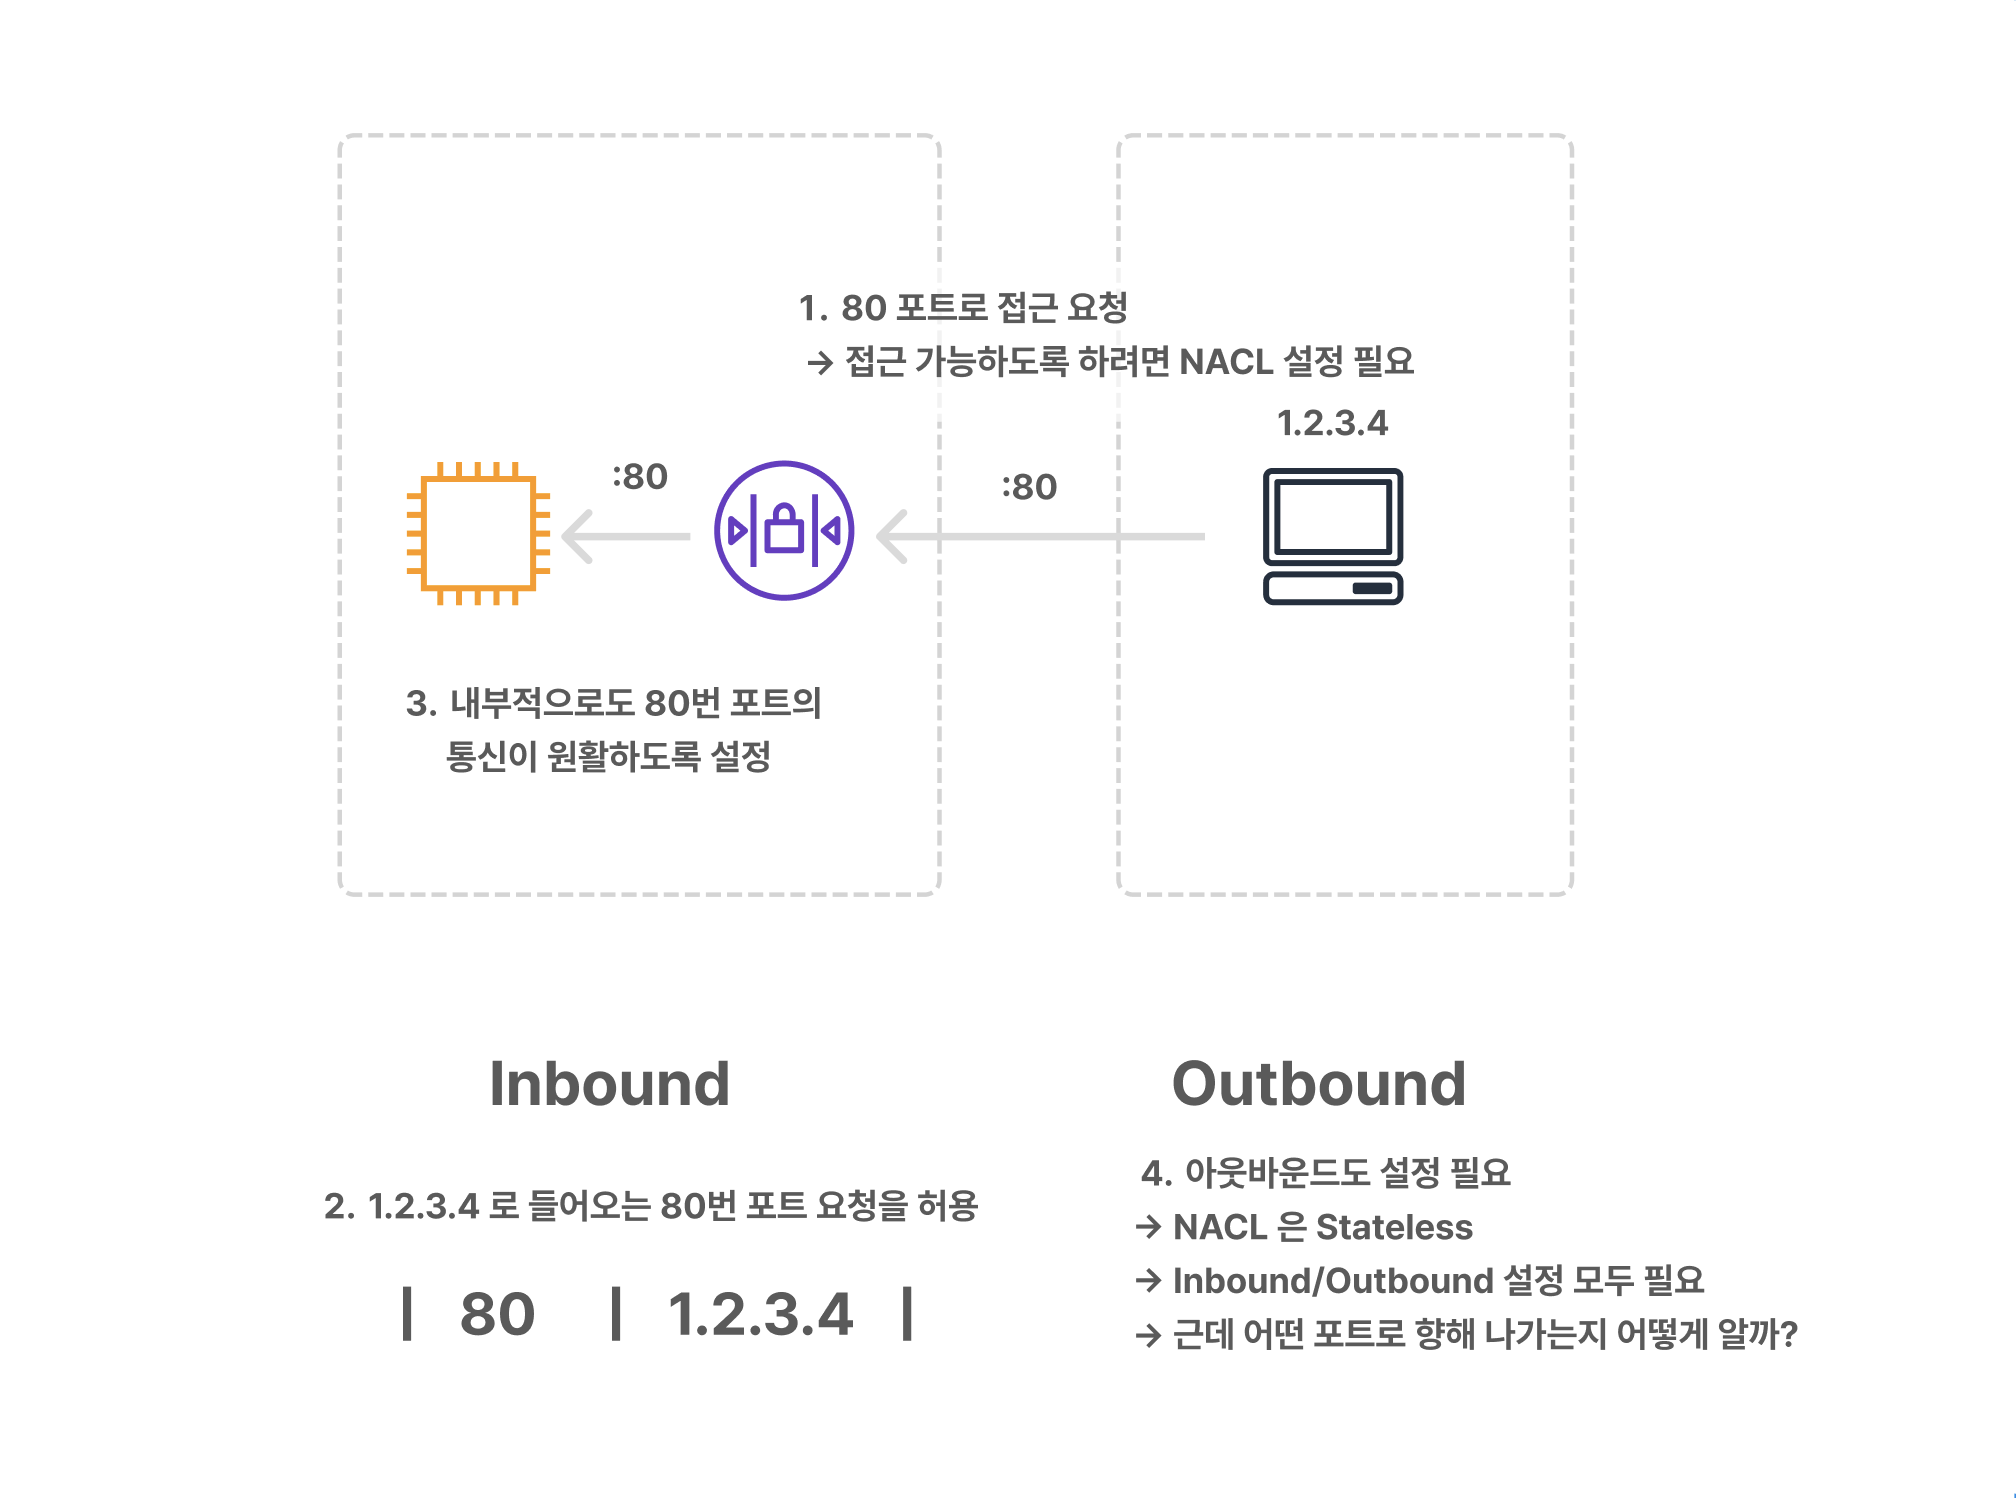 1. 80 포트로 접근 요청
→ 접근 가능하도록 하려면 NACL 설정 필요
1.2.3.4
:80
:80
3. 내부적으로도 80번 포트의
통신이 원활하도록 설정
Inbound
2. 1.2.3.4 로 들어오는 80번 포트 요청을 허용
| 80 | 1.2.3.4 |
Outbound
4. 아웃바운드도 설정 필요
→ NACL 은 Stateless
→ Inbound/Outbound 설정 모두 필요
→ 근데 어떤 포트로 향해 나가는지 어떻게 알까?